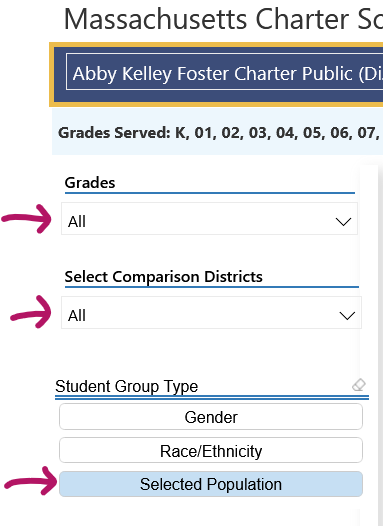 Massachusetts Charter Sc
Abby Kelley Foster Charter Public (Di
Grades Served: K, 01, 02, 03, 04, 05, 06, 07,
Grades
All
Select Comparison Districts
All
Student Group Type
Gender
Race/Ethnicity
Selected Population